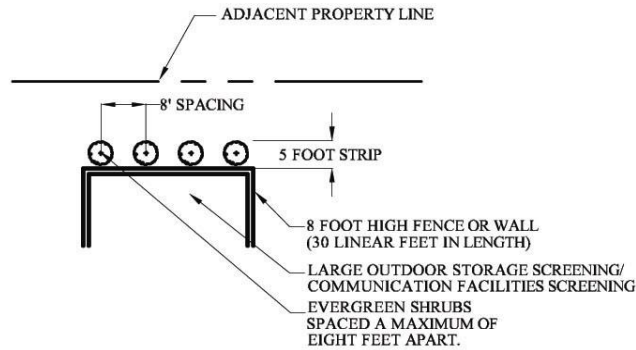 ADJACENT PROPERTY LINE
8' SPACING
5 FOOT STRIP
8 FOOT HIGH FENCE OR WALL
(30 LINEAR FEET IN LENGTH)
LARGE OUTDOOR STORAGE SCREENING/
COMMUNICATION FACILITIES SCREENING
EVERGREEN SHRUBS
SPACED A MAXIMUM OF
EIGHT FEET APART.